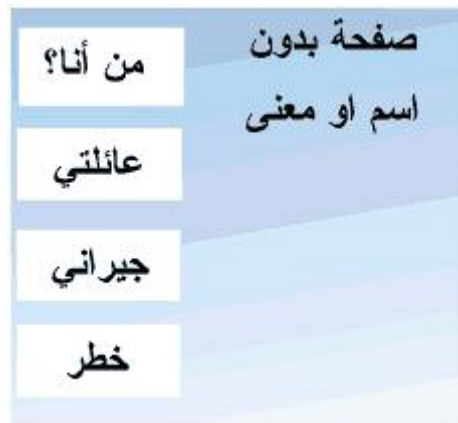 صفحة بدون
اسم او معنى
من أنا؟
عائلتي
جيراني
خطر